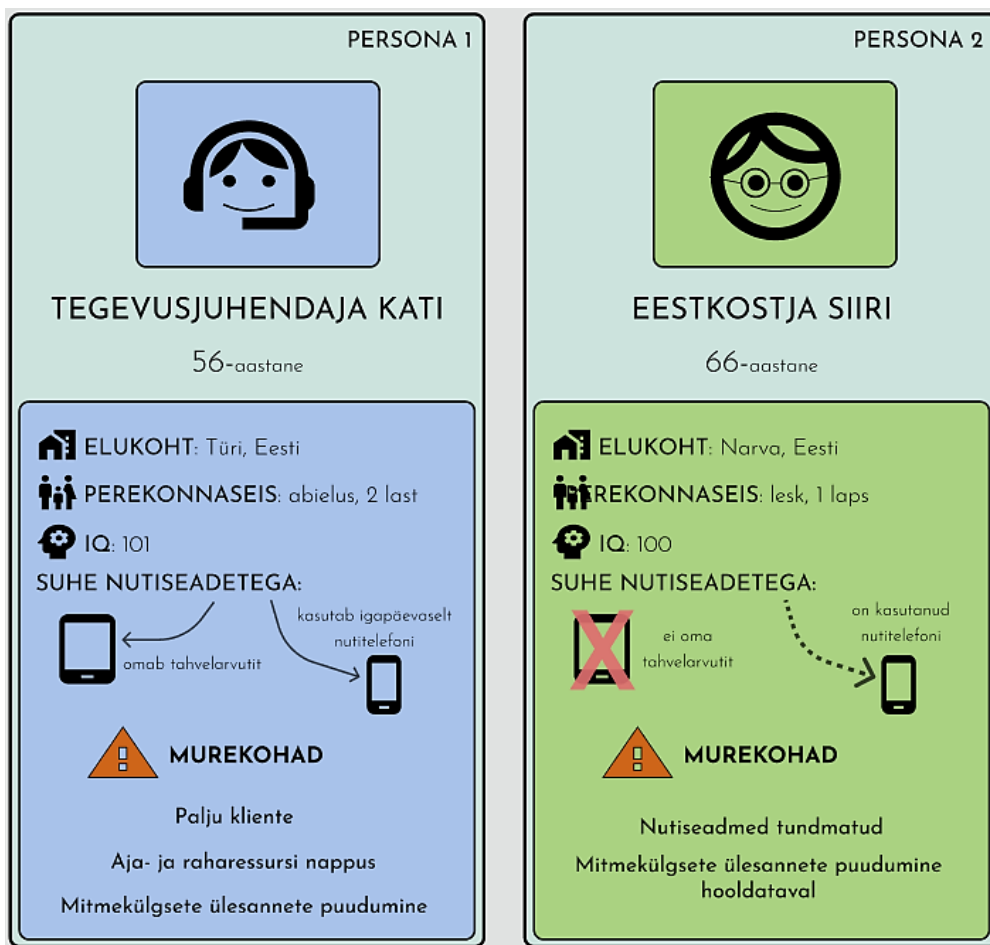 PERSONA 1
TEGEVUSJUHENDAJA KATI
56-aastane
ELUKOHT: Türi, Eesti
PEREKONNASEIS: abielus, 2 last
IQ: 101
SUHE NUTISEADETEGA:
kasutab igapäevaselt
nutitelefoni
omab tahvelarvutit
MUREKOHAD
Palju kliente
Aja- ja raharessursi nappus
Mitmekülgsete ülesannete puudumine
PERSONA 2
EESTKOSTJA SIIRI
66-aastane
ELUKOHT: Narva, Eesti
PEREKONNASEIS: lesk, 1 laps
IQ: 100
SUHE NUTISEADETEGA:
on kasutanud
nutitelefoni
ei oma
tahvelarvutit
MUREKOHAD
Nutiseadmed tundmatud
Mitmekülgsete ülesannete puudumine
hooldataval